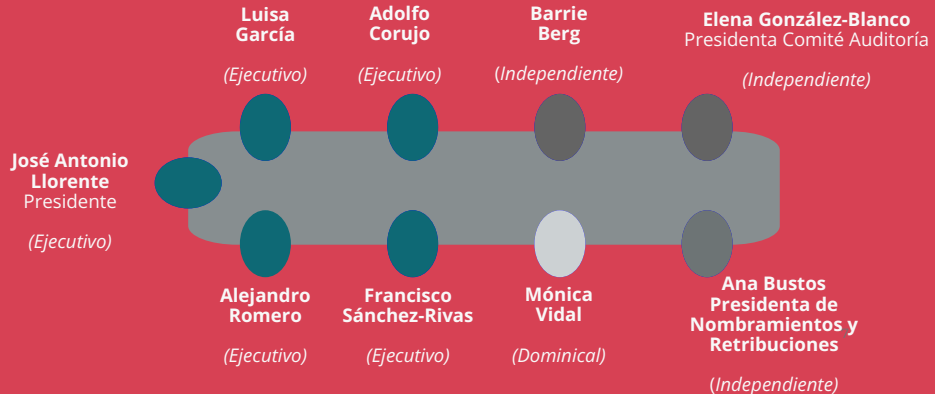 Luisa
García
(Ejecutivo)
Adolfo
Corujo
(Ejecutivo)
Barrie
Berg
(Independiente)
Elena González-Blanco
Presidenta Comité Auditoría
(Independiente)
José Antonio
Llorente
Presidente
(Ejecutivo)
Alejandro
Romero
(Ejecutivo)
Francisco
Sánchez-Rivas
(Ejecutivo)
Mónica
Vidal
(Dominical)
Ana Bustos
Presidenta de
Nombramientos y
Retribuciones
(Independiente)